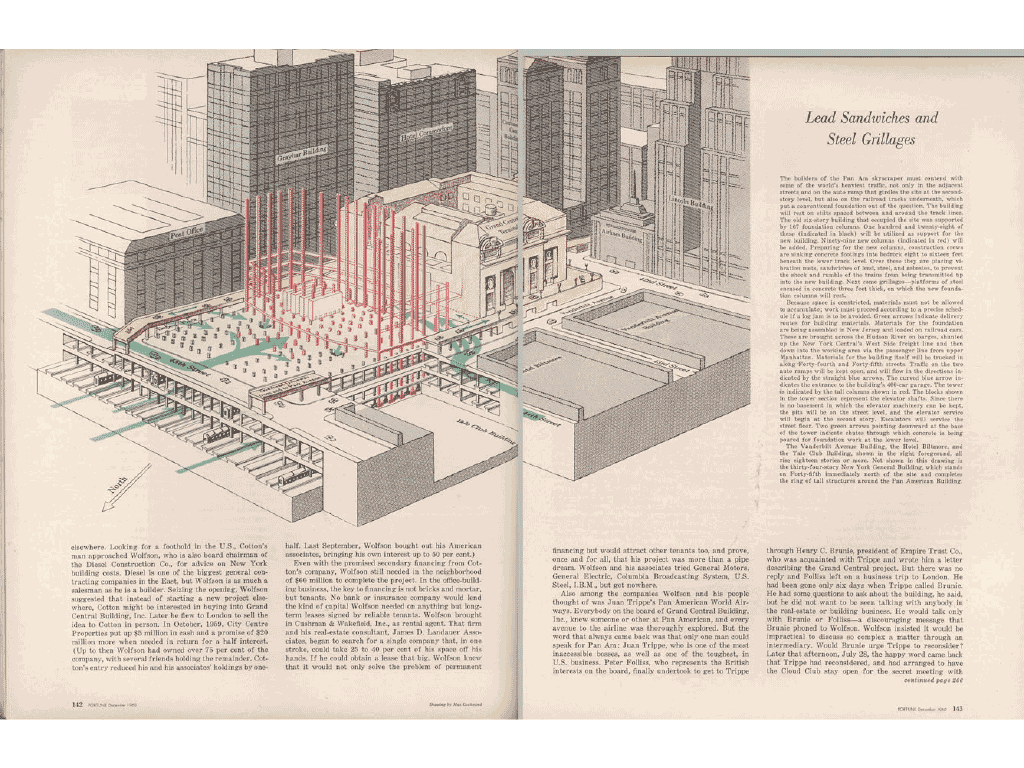 Graybar Building
Hotel Commodore
Post Office
Lincoln Building
Airlines Building
Yale Club Building
North
Lead Sandwiches and
Steel Grillages
The builders of the Pan Am skyscraper must contend with
some of the world's heaviest traffic, not only in the adjacent
streets and on the auto ramp that girdles the site at the second-
story level, but also on the railroad tracks underneath, which
put a conventional foundation out of the question. The building
will rest on stilts spaced between and around the track lines.
The old six-story building that occupied the site was supported
by 167 foundation columns. One hundred and twenty-eight of
these (indicated in black) will be utilized as support for the
new building. Ninety-nine new columns (indicated in red) will
be added. Preparing for the new columns, construction crews
are sinking concrete footings into bedrock eight to sixteen feet
beneath the lower track level. Over these they are placing vi-
bration mats, sandwiches of lead, steel, and asbestos, to prevent
the shock and rumble of the trains from being transmitted up
into the new building. Next come grillages—platforms of steel
encased in concrete three feet thick, on which the new founda-
tion columns will rest.
Because space is constricted, materials must not be allowed
to accumulate; work must proceed according to a precise sched-
ule if a log jam is to be avoided. Green arrows indicate delivery
routes for building materials. Materials for the foundation
are being assembled in New Jersey and loaded on railroad cars.
These are brought across the Hudson River on barges, shunted
up the New York Central's West Side freight line and then
down into the working area via the passenger line from upper
Manhattan. Materials for the building itself will be trucked in
along Forty-fourth and Forty-fifth streets. Traffic on the two
auto ramps will be kept open, and will flow in the directions in-
dicated by the straight blue arrows. The curved blue arrow in-
dicates the entrance to the building's 400-car garage. The tower
is indicated by the tall columns shown in red. The blocks shown
in the tower section represent the elevator shafts. Since there
is no basement in which the elevator machinery can be kept,
the pits will be on the street level, and the elevator service
will begin at the second story. Escalators will service the
street floor. Two green arrows pointing downward at the base
of the tower indicate chutes through which concrete is being
poured for foundation work at the lower level.
The Vanderbilt Avenue Building, the Hotel Biltmore, and
the Yale Club Building, shown in the right foreground, all
rise eighteen stories or more. Not shown in this drawing is
the thirty-four-story New York General Building, which stands
on Forty-fifth immediately north of the site and completes
the ring of tall structures around the Pan American Building.
elsewhere. Looking for a foothold in the U.S., Cotton's
man approached Wolfson, who is also board chairman of
the Diesel Construction Co., for advice on New York
building costs. Diesel is one of the biggest general con-
tracting companies in the East, but Wolfson is as much a
salesman as he is a builder. Seizing the opening, Wolfson
suggested that instead of starting a new project else-
where, Cotton might be interested in buying into Grand
Central Building, Inc. Later he flew to London to sell the
idea to Cotton in person. In October, 1959, City Centre
Properties put up $3 million in cash and a promise of $20
million more when needed in return for a half interest.
(Up to then Wolfson had owned over 75 per cent of the
company, with several friends holding the remainder. Cot-
ton's entry reduced his and his associates' holdings by one-
half. Last September, Wolfson bought out his American
associates, bringing his own interest up to 50 per cent.)
Even with the promised secondary financing from Cot-
ton's company, Wolfson still needed in the neighborhood
of $60 million to complete the project. In the office-build-
ing business, the key to financing is not bricks and mortar,
but tenants. No bank or insurance company would lend
the kind of capital Wolfson needed on anything but long-
term leases signed by reliable tenants. Wolfson brought
in Cushman & Wakefield, Inc., as rental agent. That firm
and his real-estate consultant, James D. Landauer Asso-
ciates, began to search for a single company that, in one
stroke, could take 25 to 40 per cent of his space off his
hands. If he could obtain a lease that big, Wolfson knew
that it would not only solve the problem of permanent
142 FORTUNE December 1960
financing but would attract other tenants too, and prove,
once and for all, that his project was more than a pipe
dream. Wolfson and his associates tried General Motors,
General Electric, Columbia Broadcasting System, U.S.
Steel, I.B.M., but got nowhere.
Also among the companies Wolfson and his people
thought of was Juan Trippe's Pan American World Air-
ways. Everybody on the board of Grand Central Building,
Inc., knew someone or other at Pan American, and every
avenue to the airline was thoroughly explored. But the
word that always came back was that only one man could
speak for Pan Am: Juan Trippe, who is one of the most
inaccessible bosses, as well as one of the toughest, in
U.S. business. Peter Folliss, who represents the British
interests on the board, finally undertook to get to Trippe
through Henry C. Brunie, president of Empire Trust Co.,
who was acquainted with Trippe and wrote him a letter
describing the Grand Central project. But there was no
reply and Folliss left on a business trip to London. He
had been gone only six days when Trippe called Brunie.
He had some questions to ask about the building, he said,
but he did not want to be seen talking with anybody in
the real-estate or building business. He would talk only
with Brunie or Folliss—a discouraging message that
Brunie phoned to Wolfson. Wolfson insisted it would be
impractical to discuss so complex a matter through an
intermediary. Would Brunie urge Trippe to reconsider?
Later that afternoon, July 28, the happy word came back
that Trippe had reconsidered, and had arranged to have
the Cloud Club stay open for the secret meeting with
continued page 266
FORTUNE December 1960 143